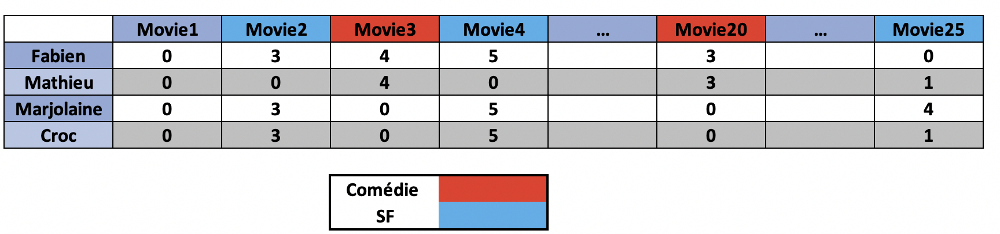 Movie1 Movie2 Movie3 Movie4 ... Movie20 ... Movie25
Fabien 0 3 4 5 3 0
Mathieu 0 0 4 0 3 1
Marjolaine 0 3 0 5 0 4
Croc 0 3 0 5 0 1
Comédie
SF